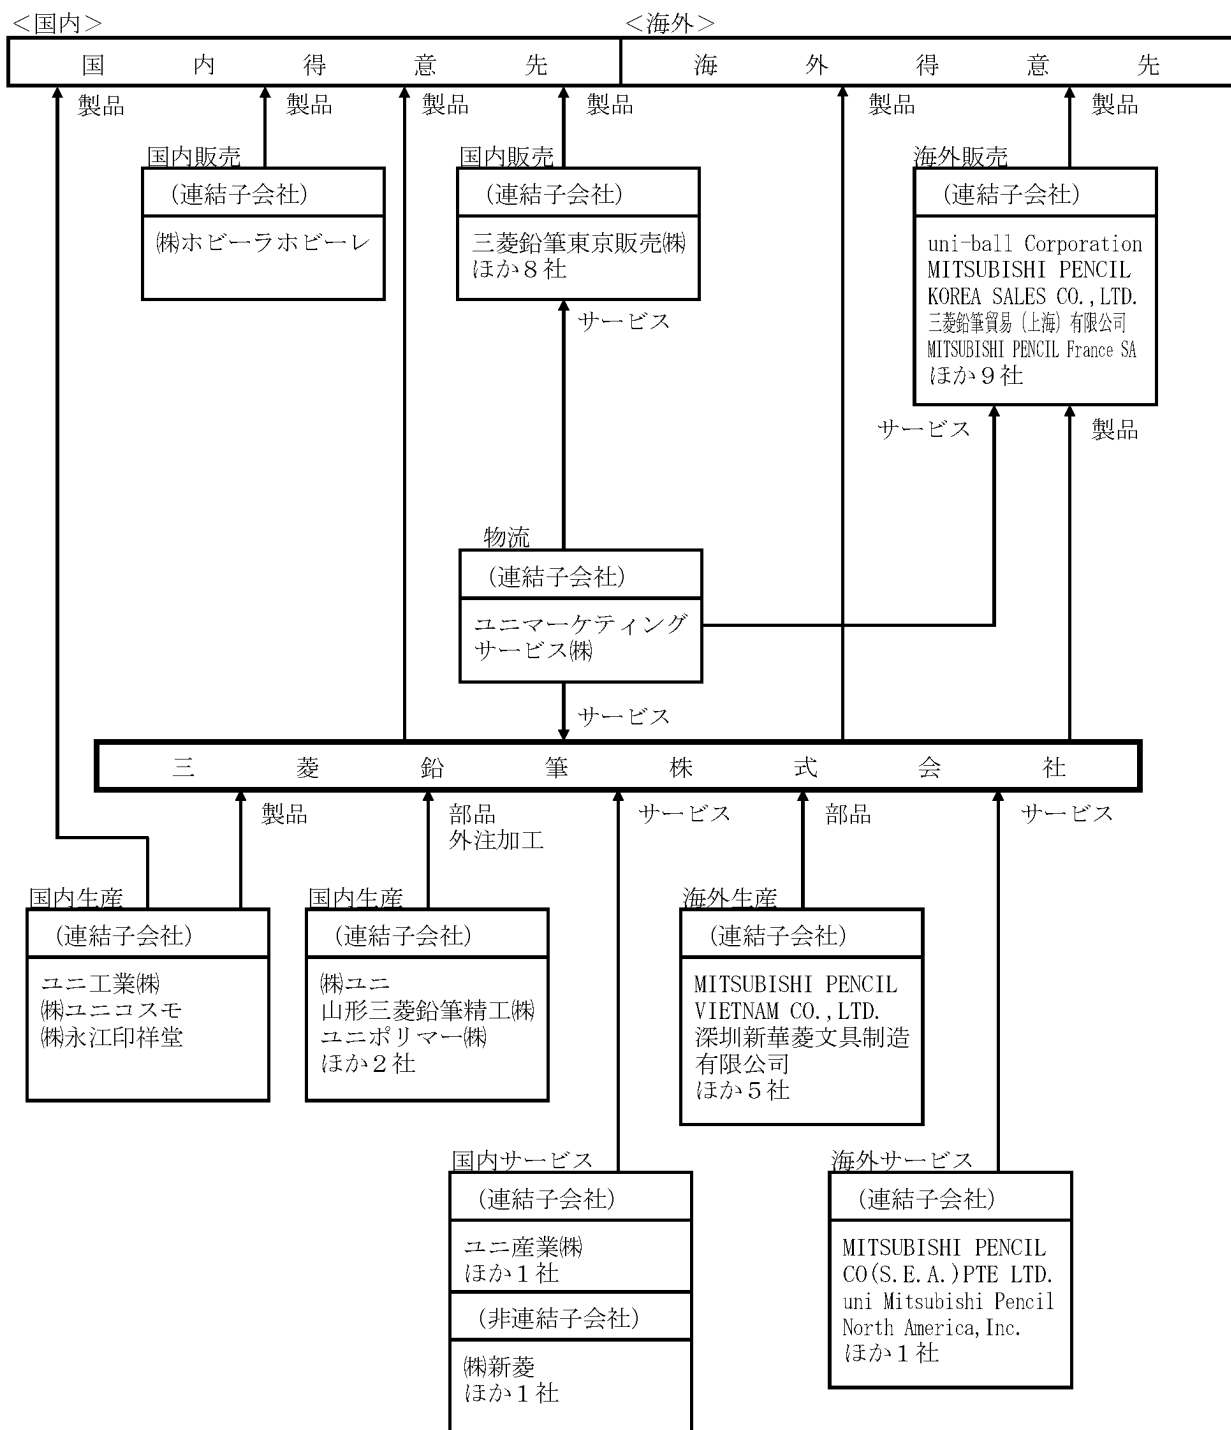 ＜国内＞
＜海外＞
国内得意先
海外得意先
製品
製品
製品
製品
製品
製品
国内販売
(連結子会社)
㈱ホビーラホビーレ
国内販売
(連結子会社)
三菱鉛筆東京販売㈱
ほか８社
海外販売
(連結子会社)
uni-ball Corporation
MITSUBISHI PENCIL
KOREA SALES CO.,LTD.
三菱鉛筆貿易（上海）有限公司
MITSUBISHI PENCIL France SA
ほか９社
サービス
サービス
製品
物流
(連結子会社)
ユニマーケティング
サービス㈱
サービス
三菱鉛筆株式会社
製品
部品
外注加工
サービス
部品
サービス
国内生産
(連結子会社)
ユニ工業㈱
㈱ユニコスモ
㈱永江印祥堂
国内生産
(連結子会社)
㈱ユニ
山形三菱鉛筆精工㈱
ユニポリマー㈱
ほか２社
海外生産
(連結子会社)
MITSUBISHI PENCIL
VIETNAM CO.,LTD.
深圳新華菱文具制造
有限公司
ほか５社
国内サービス
(連結子会社)
ユニ産業㈱
ほか１社
(非連結子会社)
㈱新菱
ほか１社
海外サービス
(連結子会社)
MITSUBISHI PENCIL
CO(S.E.A.)PTE LTD.
uni Mitsubishi Pencil
North America,Inc.
ほか１社